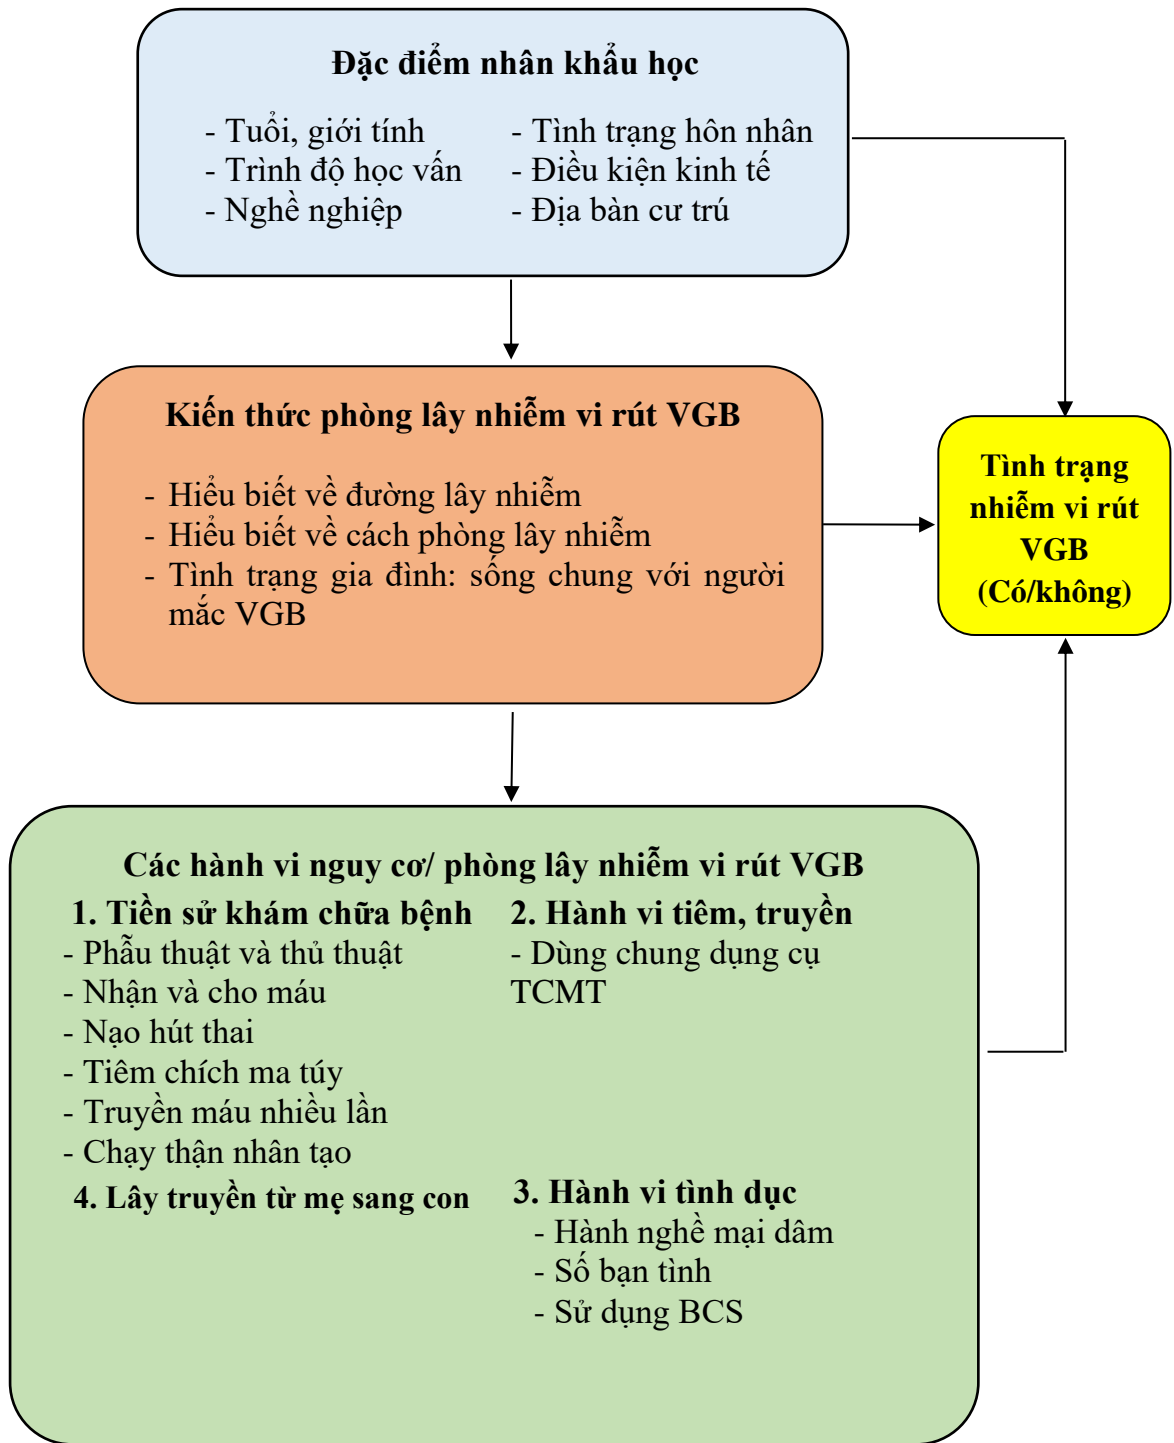 Đặc điểm nhân khẩu học
- Tuổi, giới tính
- Trình độ học vấn
- Nghề nghiệp
- Tình trạng hôn nhân
- Điều kiện kinh tế
- Địa bàn cư trú
Kiến thức phòng lây nhiễm vi rút VGB
- Hiểu biết về đường lây nhiễm
- Hiểu biết về cách phòng lây nhiễm
- Tình trạng gia đình: sống chung với người
mắc VGB
Tình trạng
nhiễm vi rút
VGB
(Có/không)
Các hành vi nguy cơ/ phòng lây nhiễm vi rút VGB
1. Tiền sử khám chữa bệnh
- Phẫu thuật và thủ thuật
- Nhận và cho máu
- Nạo hút thai
- Tiêm chích ma túy
- Truyền máu nhiều lần
- Chạy thận nhân tạo
2. Hành vi tiêm, truyền
- Dùng chung dụng cụ
TCMT
3. Hành vi tình dục
- Hành nghề mại dâm
- Số bạn tình
- Sử dụng BCS
4. Lây truyền từ mẹ sang con